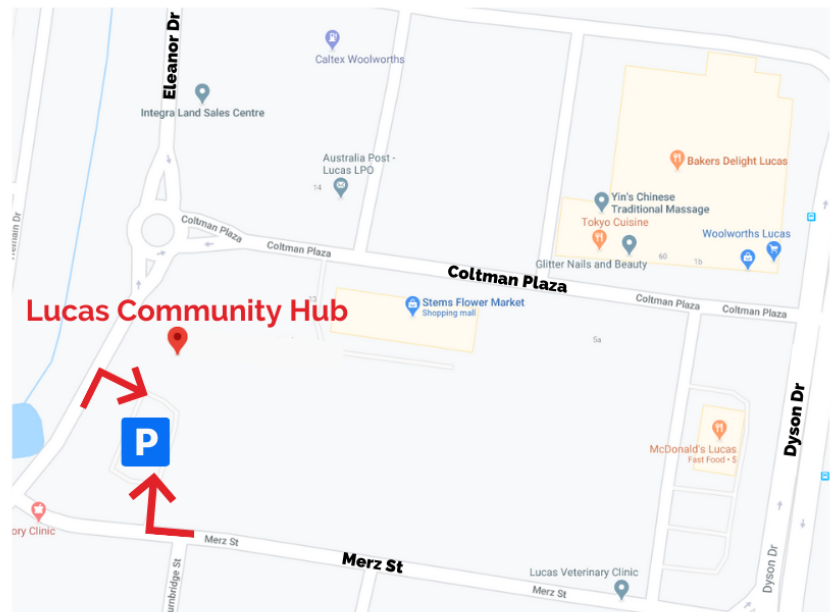 Eleanor Dr
Caltex Woolworths
Integra Land Sales Centre
Australia Post -
Lucas LPO
14
Bakers Delight Lucas
Yin's Chinese
Traditional Massage
Tokyo Cuisine
Woolworths Lucas
Glitter Nails and Beauty
60
1b
Coltman Plaza
Coltman Plaza
Coltman Plaza
Coltman Plaza
Coltman Plaza
13
Stems Flower Market
Shopping mall
5a
Lucas Community Hub
P
McDonald's Lucas
Fast Food • $
Dyson Dr
Dyson Dr
ory Clinic
Merz St
Merz St
Merz St
Lucas Veterinary Clinic